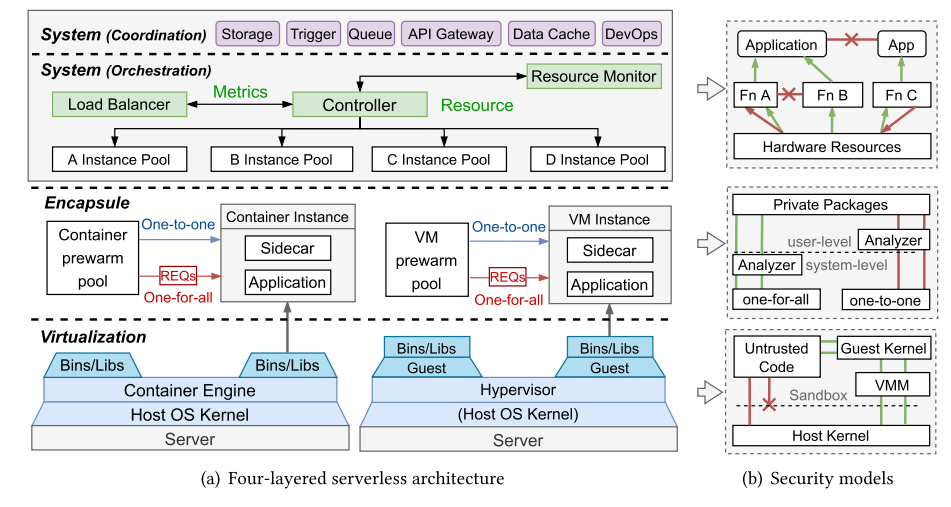 System (Coordination) Storage Trigger Queue API Gateway Data Cache DevOps
System (Orchestration)
Resource Monitor
Metrics
Load Balancer Controller Resource
A Instance Pool B Instance Pool C Instance Pool D Instance Pool
Encapsule
Container prewarm pool
One-to-one
REQs
One-for-all
Container Instance
Sidecar
Application
VM prewarm pool
One-to-one
REQs
One-for-all
VM Instance
Sidecar
Application
Virtualization
Bins/Libs Bins/Libs
Container Engine
Host OS Kernel
Server
Bins/Libs Bins/Libs
Guest Guest
Hypervisor
(Host OS Kernel)
Server
(a) Four-layered serverless architecture
Application App
Fn A Fn B Fn C
Hardware Resources
Private Packages
user-level Analyzer
Analyzer system-level
one-for-all one-to-one
Untrusted Code
Guest Kernel
VMM
Sandbox
Host Kernel
(b) Security models